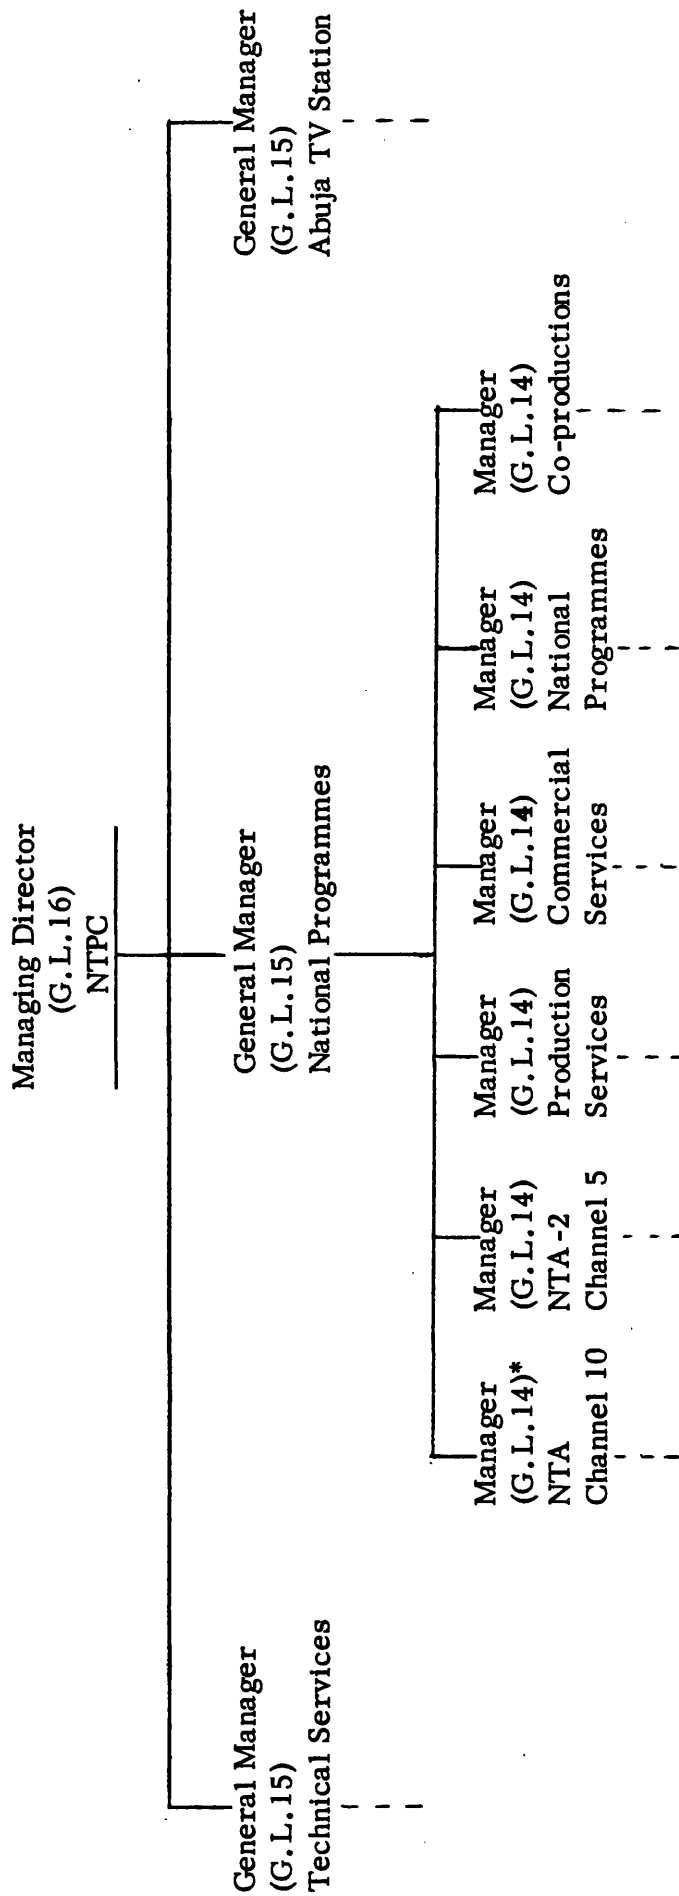 Managing Director
(G.L.16)
NTPC
General Manager
(G.L.15)
Technical Services
General Manager
(G.L.15)
National Programmes
General Manager
(G.L.15)
Abuja TV Station
Manager
(G.L.14)*
NTA
Channel 10
Manager
(G.L.14)
NTA-2
Channel 5
Manager
(G.L.14)
Production
Services
Manager
(G.L.14)
Commercial
Services
Manager
(G.L.14)
National
Programmes
Manager
(G.L.14)
Co-productions